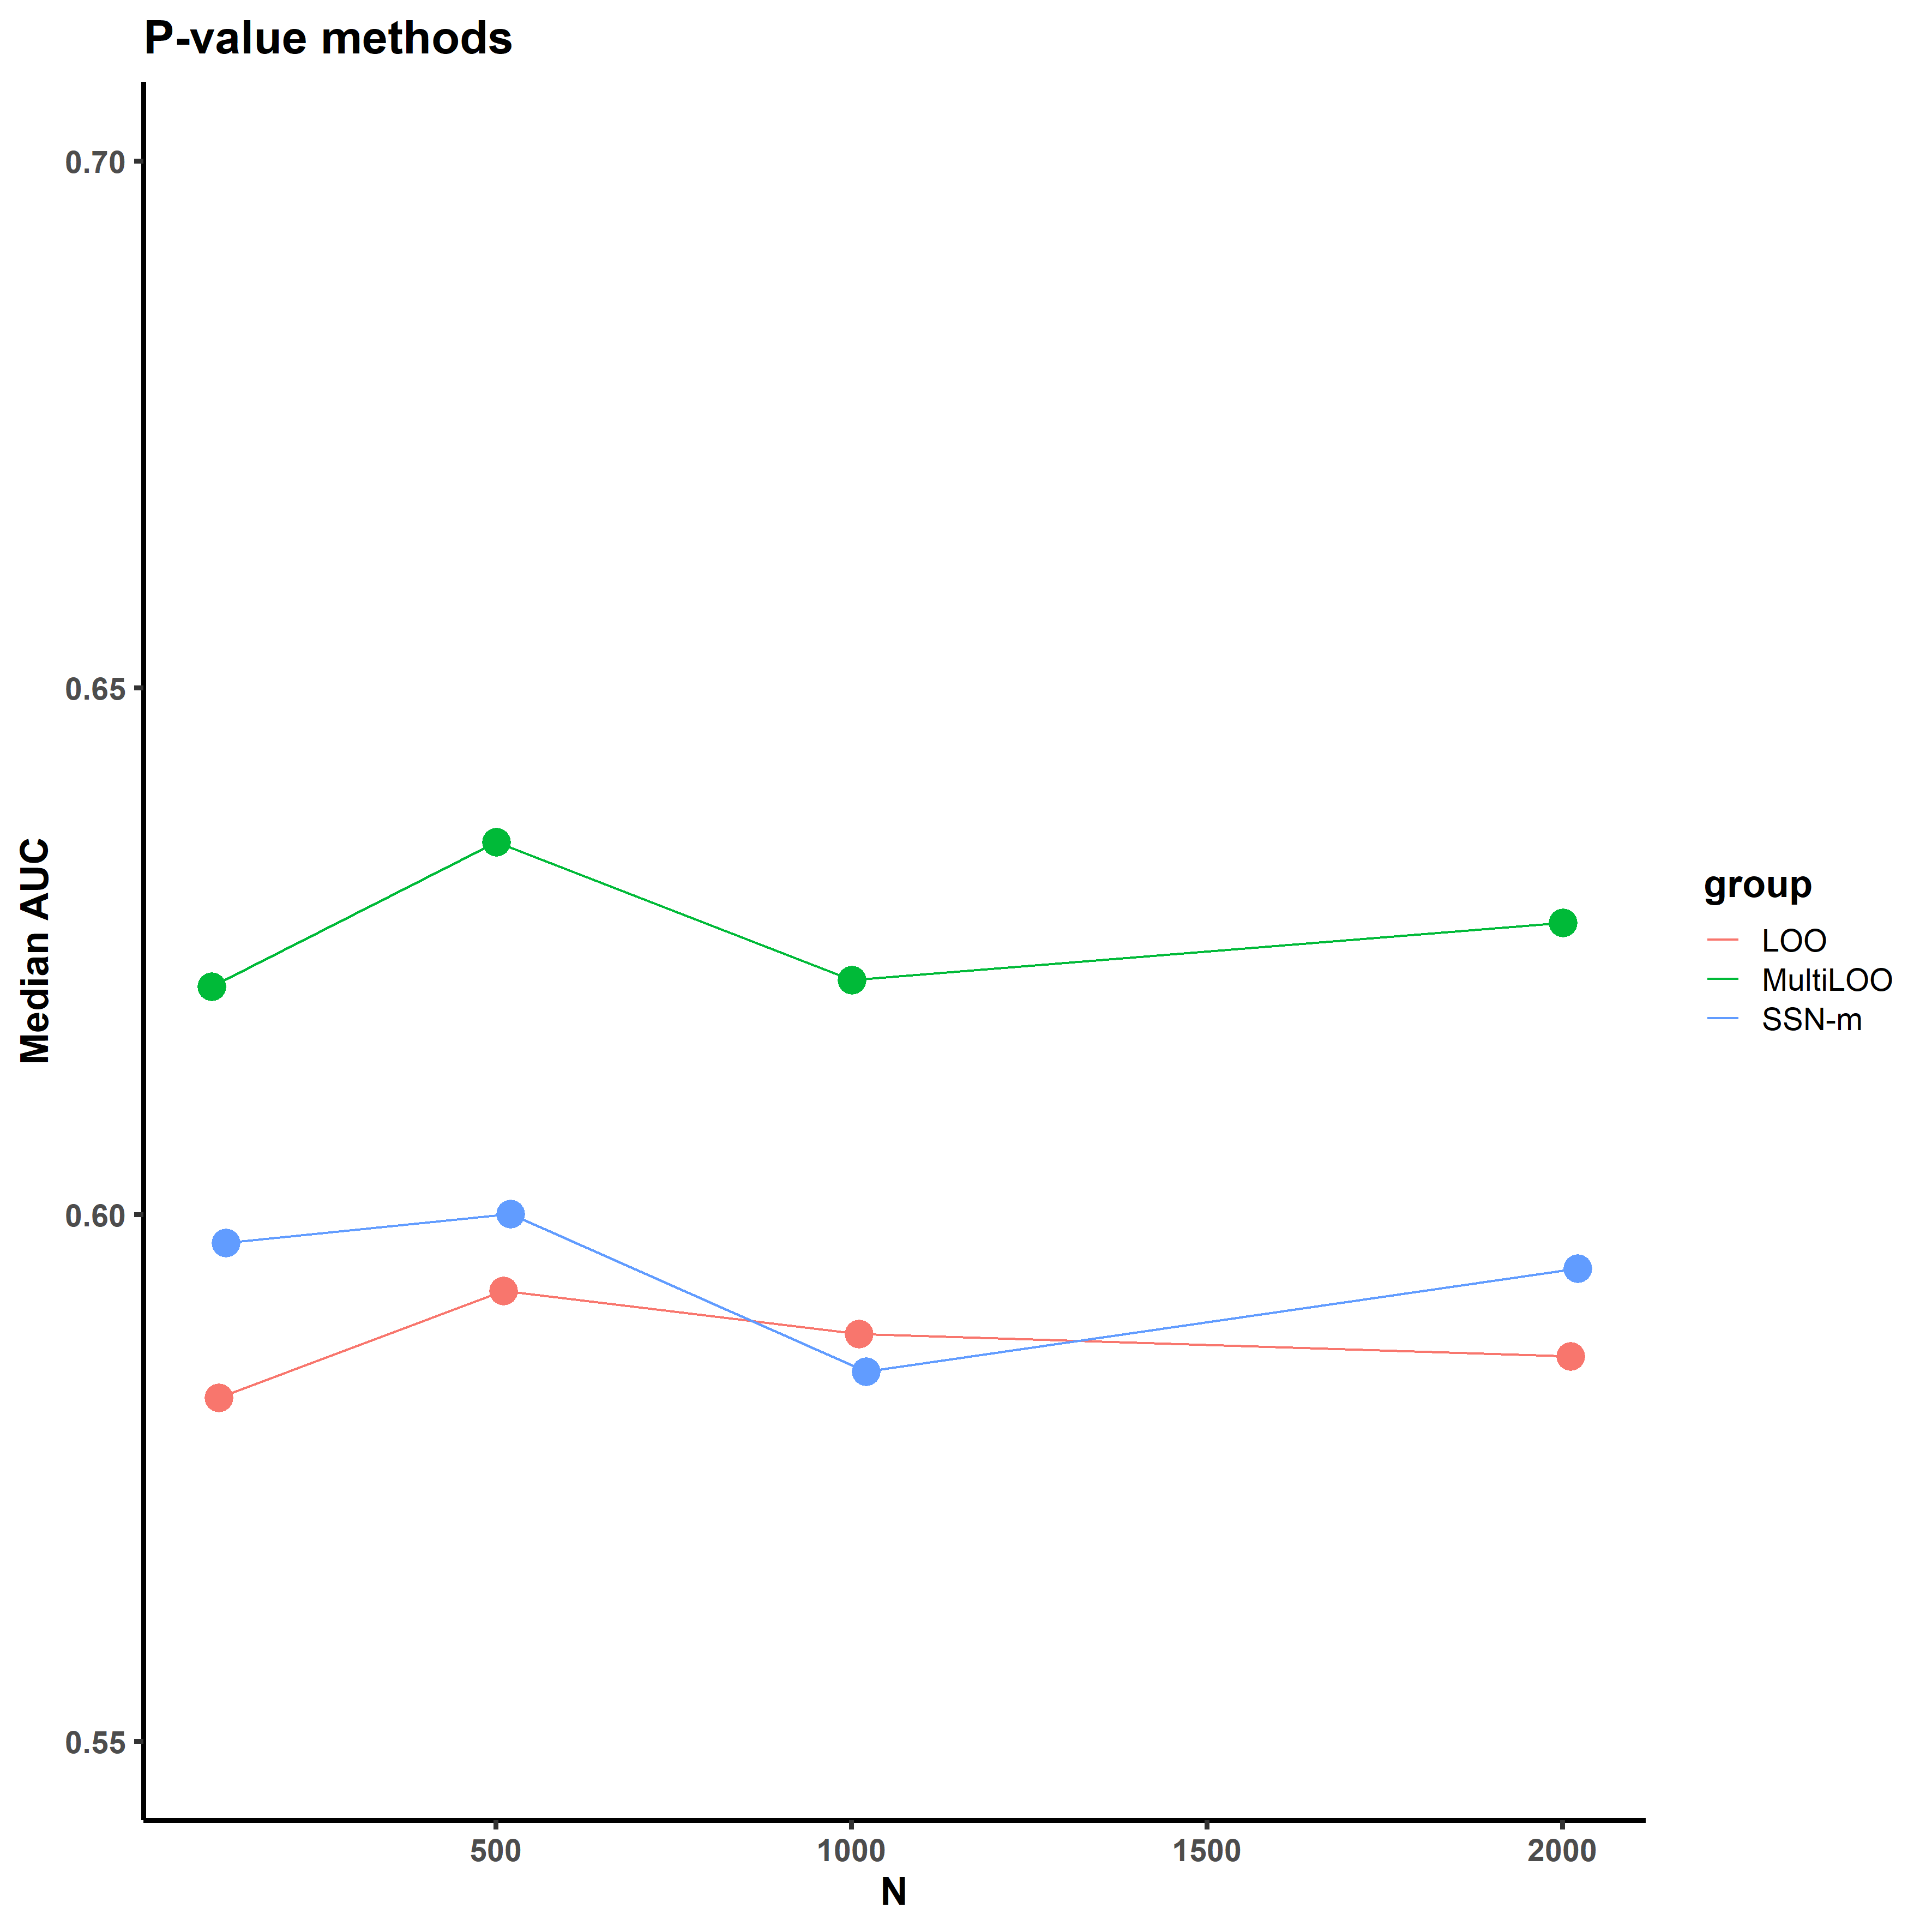 P-value methods
0.70
0.65
0.60
0.55
Median AUC
500
1000
1500
2000
N
group
LOO
MultiLOO
SSN-m